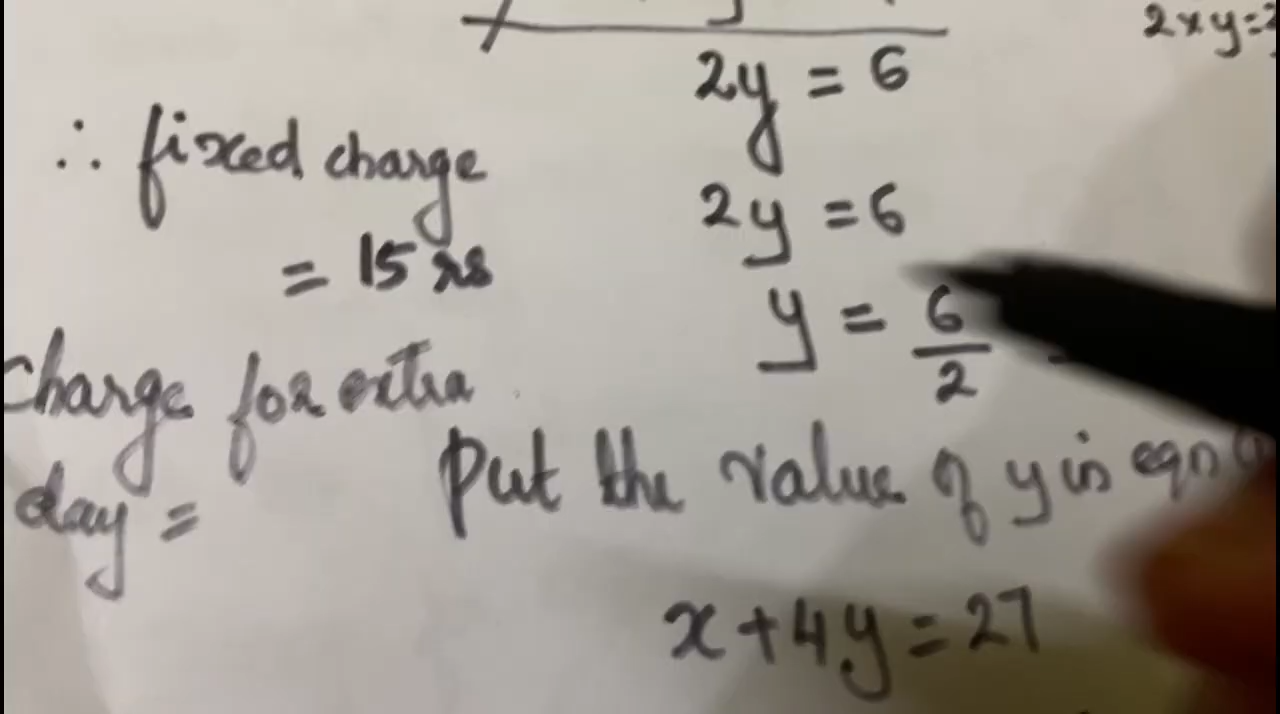 2y = 6
∴ fixed charge
= 15 rs
2y = 6
y = 6/2
Charge for extra
day =
Put the value of y in eqn
x + 4y = 27